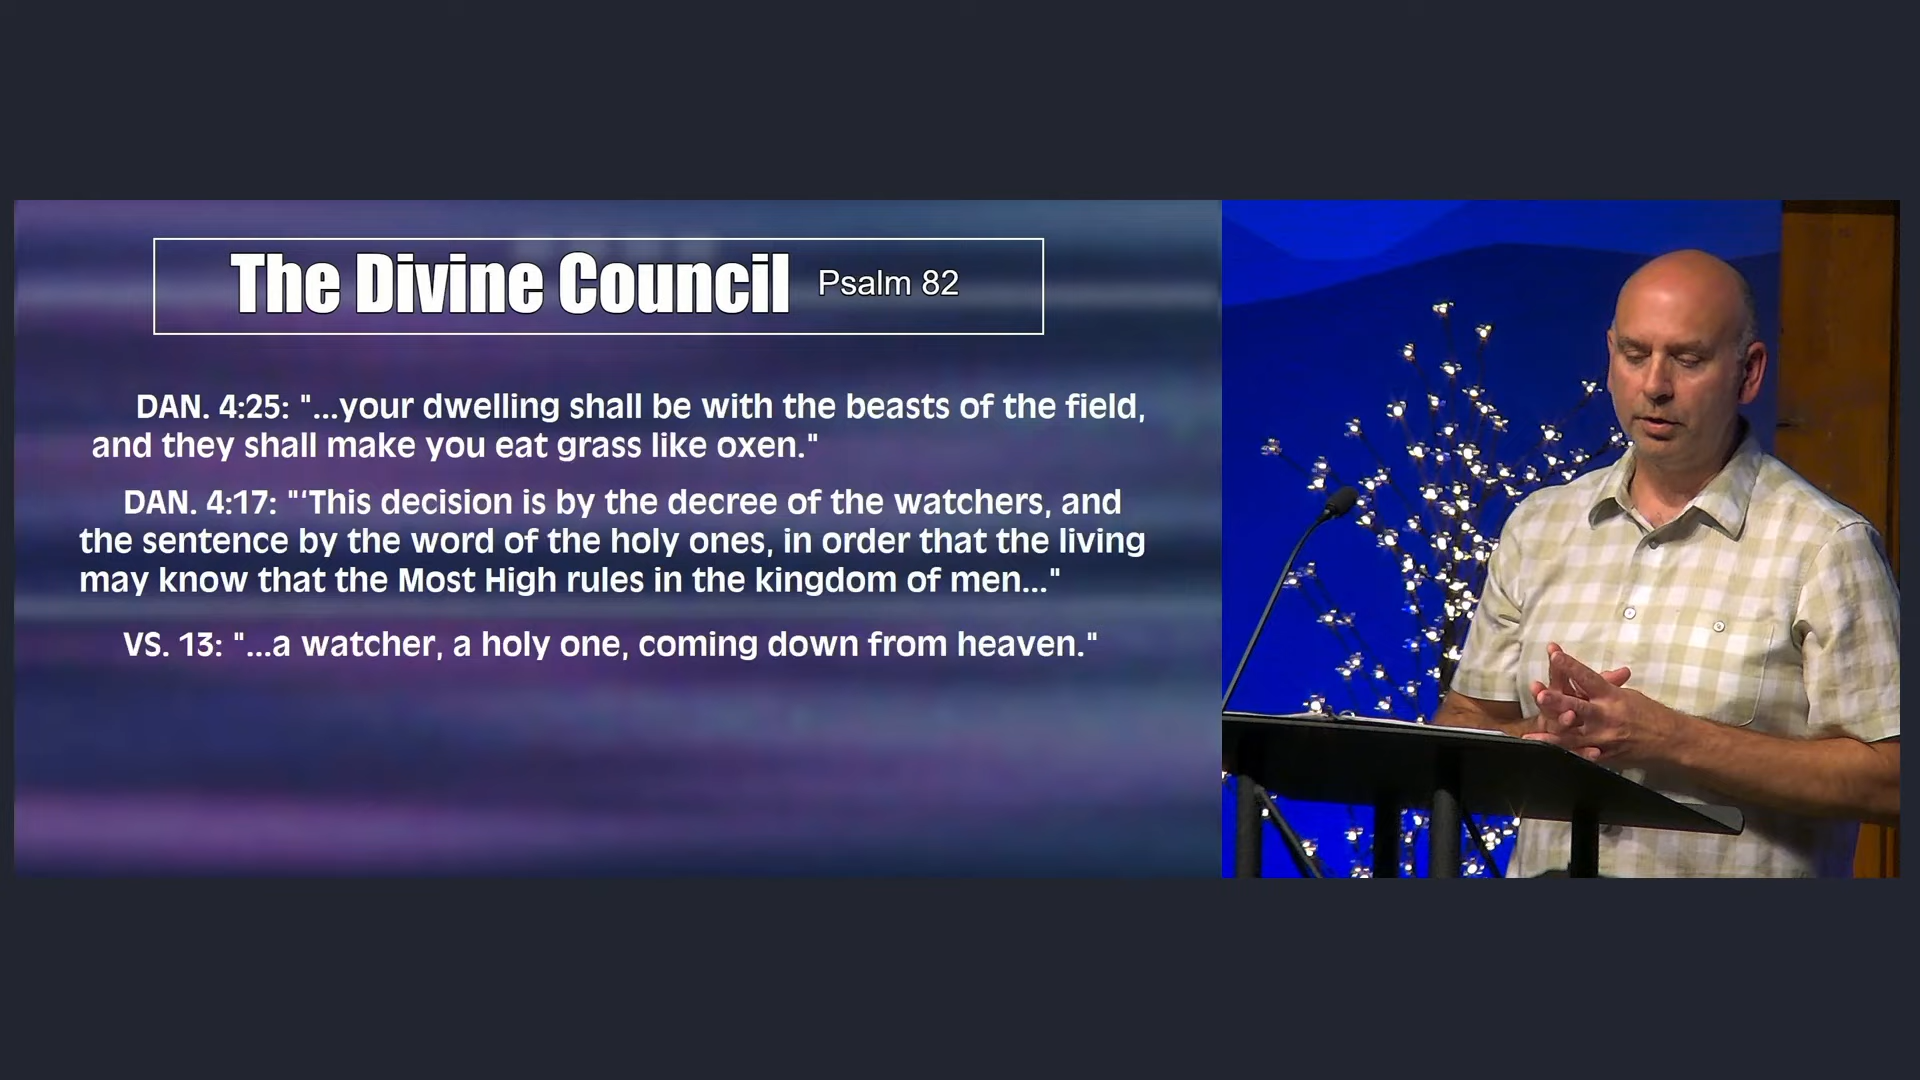 The Divine Council Psalm 82
DAN. 4:25: "...your dwelling shall be with the beasts of the field,
and they shall make you eat grass like oxen."
DAN. 4:17: "‘This decision is by the decree of the watchers, and
the sentence by the word of the holy ones, in order that the living
may know that the Most High rules in the kingdom of men..."
VS. 13: "...a watcher, a holy one, coming down from heaven."